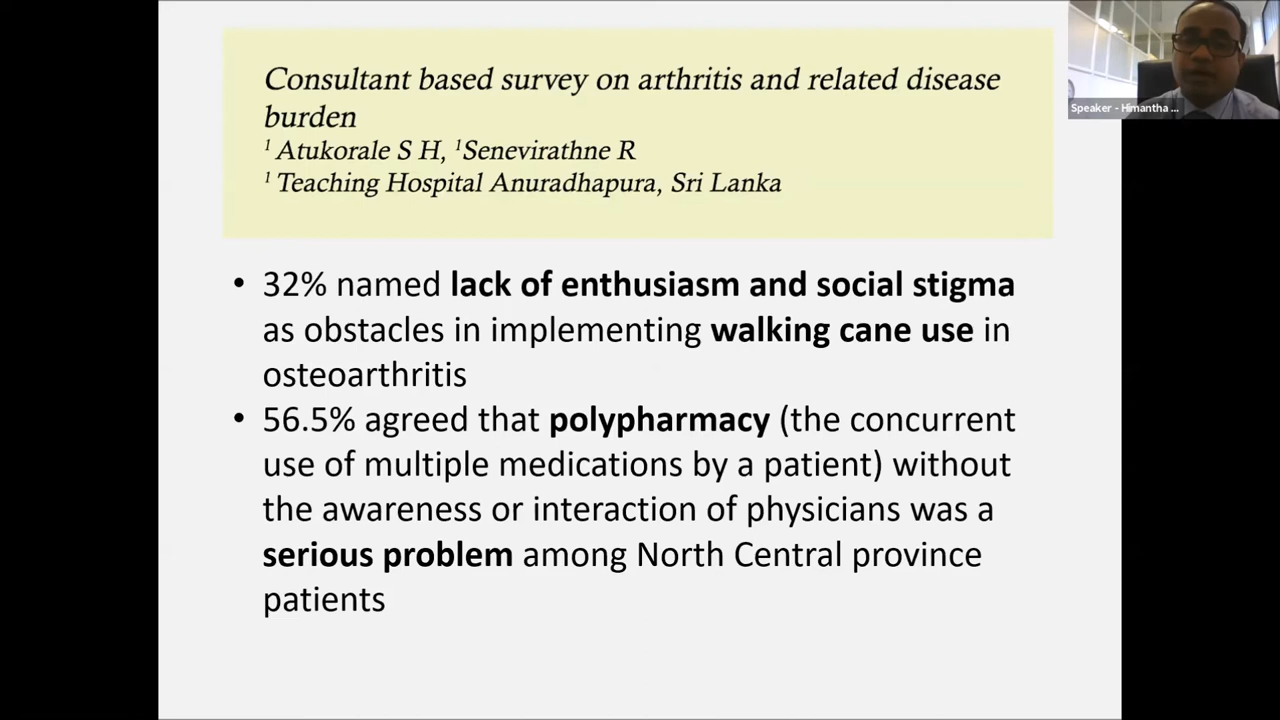 Consultant based survey on arthritis and related disease
burden
¹ Atukorale S H, ¹Senevirathne R
¹ Teaching Hospital Anuradhapura, Sri Lanka
Speaker - Himantha ...
• 32% named lack of enthusiasm and social stigma
as obstacles in implementing walking cane use in
osteoarthritis
• 56.5% agreed that polypharmacy (the concurrent
use of multiple medications by a patient) without
the awareness or interaction of physicians was a
serious problem among North Central province
patients